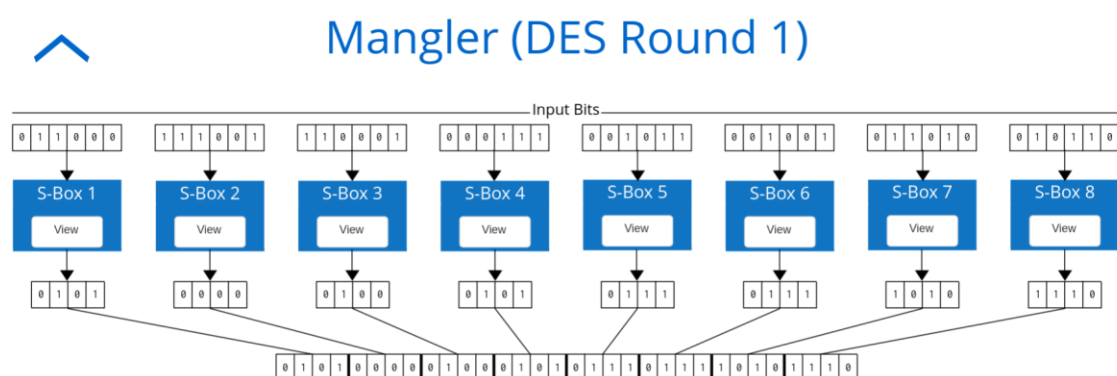 Mangler (DES Round 1)
Input Bits
0 1 1 0 0 0 1 1 1 0 0 1 1 1 0 0 0 1 0 0 0 1 1 1 0 0 1 0 1 1 0 0 1 0 0 1 0 1 1 0 1 0 0 1 0 1 1 0
S-Box 1 S-Box 2 S-Box 3 S-Box 4 S-Box 5 S-Box 6 S-Box 7 S-Box 8
View View View View View View View View
0 1 0 1 0 0 0 0 0 1 0 0 0 1 0 1 0 1 1 1 0 1 1 1 1 0 1 0 1 1 1 0
0 1 0 1 0 0 0 0 0 1 0 0 0 1 0 1 0 1 1 1 0 1 1 1 1 0 1 0 1 1 1 0